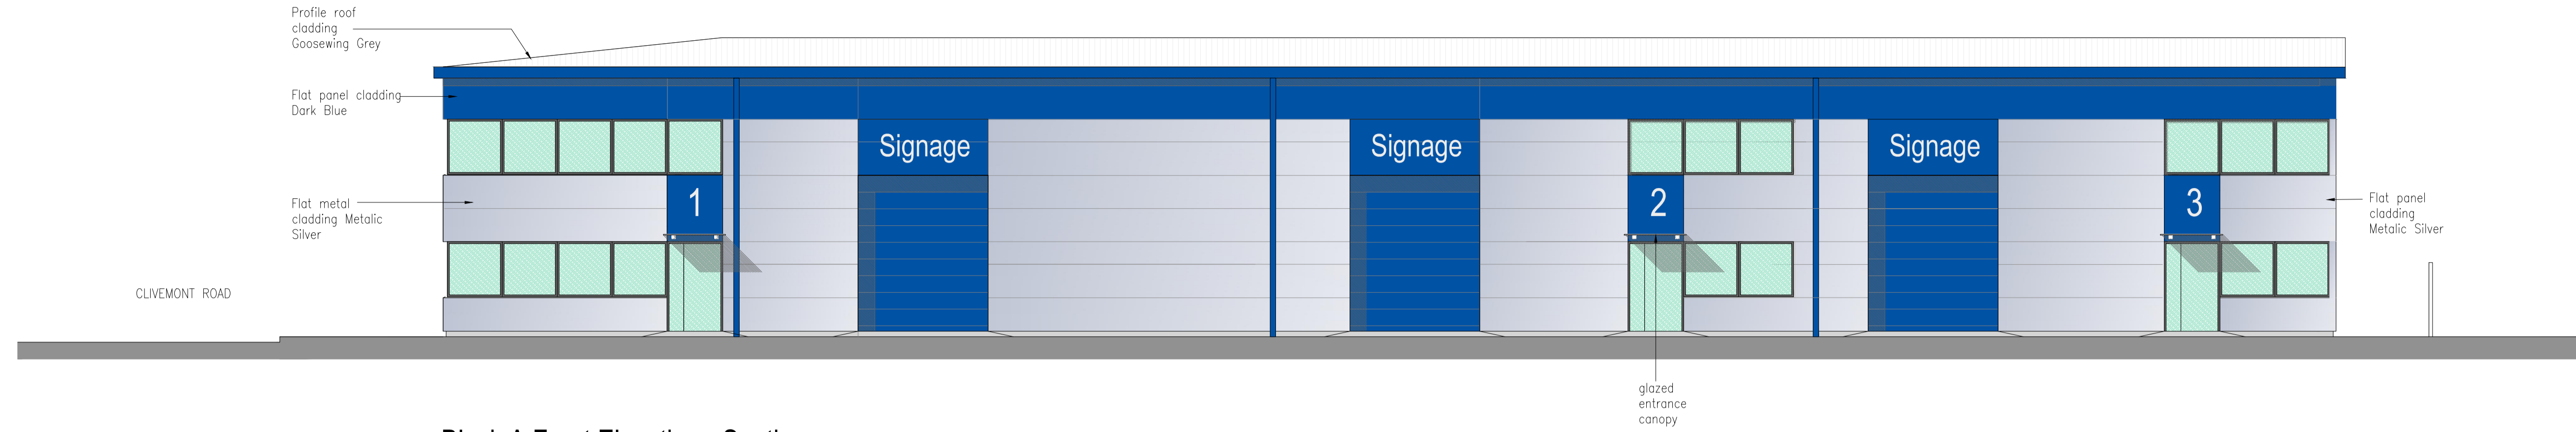 Profile roof
cladding
Goosewing Grey
Flat panel cladding
Dark Blue
Signage
Signage
Signage
Flat metal
cladding Metalic
Silver
1
2
3
Flat panel
cladding
Metalic Silver
CLIVEMONT ROAD
glazed
entrance
canopy